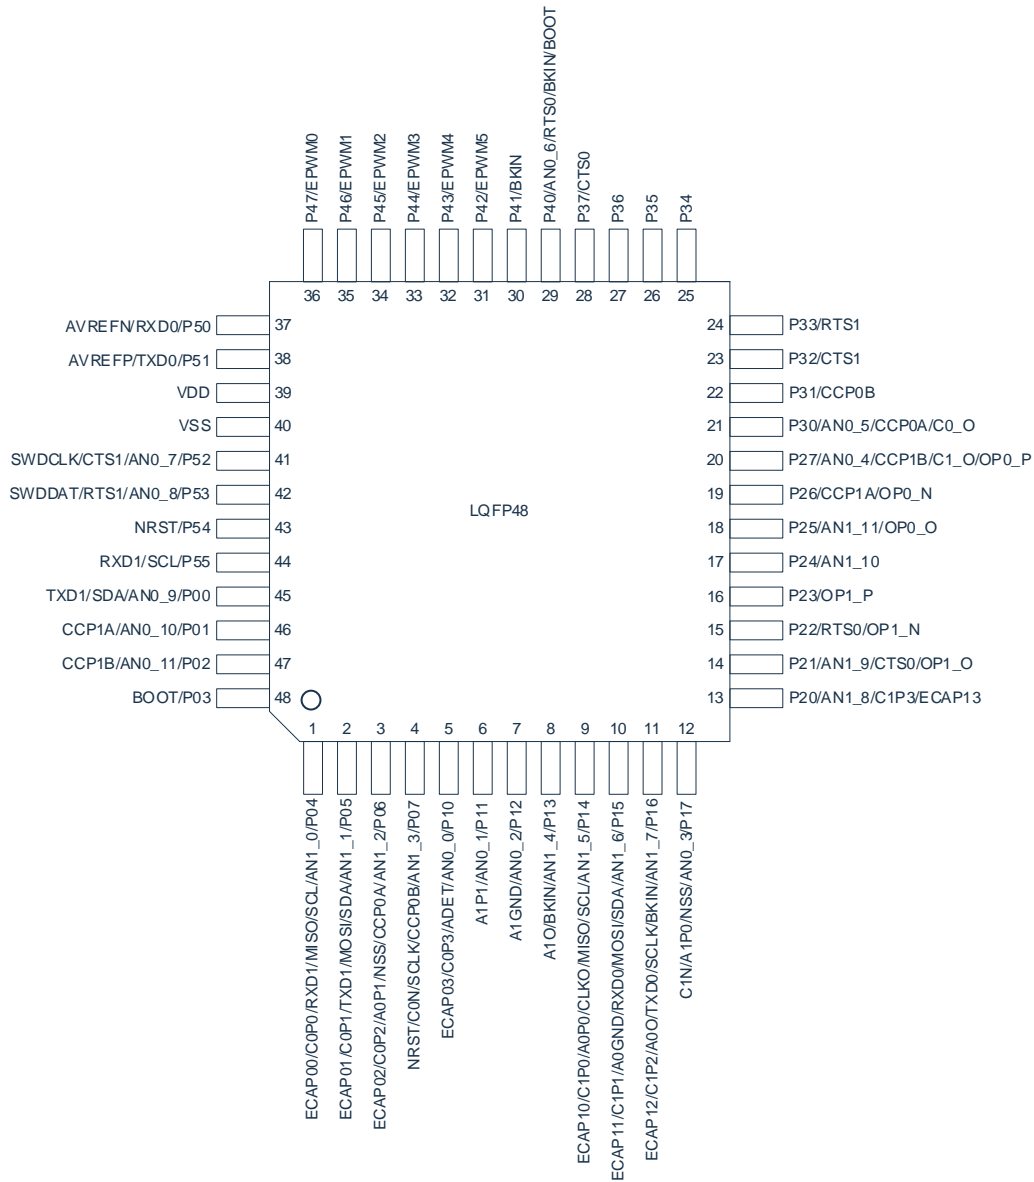 P47/EPWM0
P46/EPWM1
P45/EPWM2
P44/EPWM3
P43/EPWM4
P42/EPWM5
P41/BKIN
P40/AN0_6/RTS0/BKIN/BOOT
P37/CTS0
P36
P35
P34
36 35 34 33 32 31 30 29 28 27 26 25
AVREFN/RXD0/P50 37
AVREFP/TXD0/P51 38
VDD 39
VSS 40
SWDCLK/CTS1/AN0_7/P52 41
SWDDAT/RTS1/AN0_8/P53 42
NRST/P54 43
RXD1/SCL/P55 44
TXD1/SDA/AN0_9/P00 45
CCP1A/AN0_10/P01 46
CCP1B/AN0_11/P02 47
BOOT/P03 48
LQFP48
24 P33/RTS1
23 P32/CTS1
22 P31/CCP0B
21 P30/AN0_5/CCP0A/C0_O
20 P27/AN0_4/CCP1B/C1_O/OP0_P
19 P26/CCP1A/OP0_N
18 P25/AN1_11/OP0_O
17 P24/AN1_10
16 P23/OP1_P
15 P22/RTS0/OP1_N
14 P21/AN1_9/CTS0/OP1_O
13 P20/AN1_8/C1P3/ECAP13
1 2 3 4 5 6 7 8 9 10 11 12
ECAP00/C0P0/RXD1/MISO/SCL/AN1_0/P04
ECAP01/C0P1/TXD1/MOSI/SDA/AN1_1/P05
ECAP02/C0P2/A0P1/NSS/CCP0A/AN1_2/P06
NRST/C0N/SCLK/CCP0B/AN1_3/P07
ECAP03/C0P3/ADET/AN0_0/P10
A1P1/AN0_1/P11
A1GND/AN0_2/P12
A1O/BKIN/AN1_4/P13
ECAP10/C1P0/A0P0/CLKO/MISO/SCL/AN1_5/P14
ECAP11/C1P1/A0GND/RXD0/MOSI/SDA/AN1_6/P15
ECAP12/C1P2/A0O/TXD0/SCLK/BKIN/AN1_7/P16
C1N/A1P0/NSS/AN0_3/P17